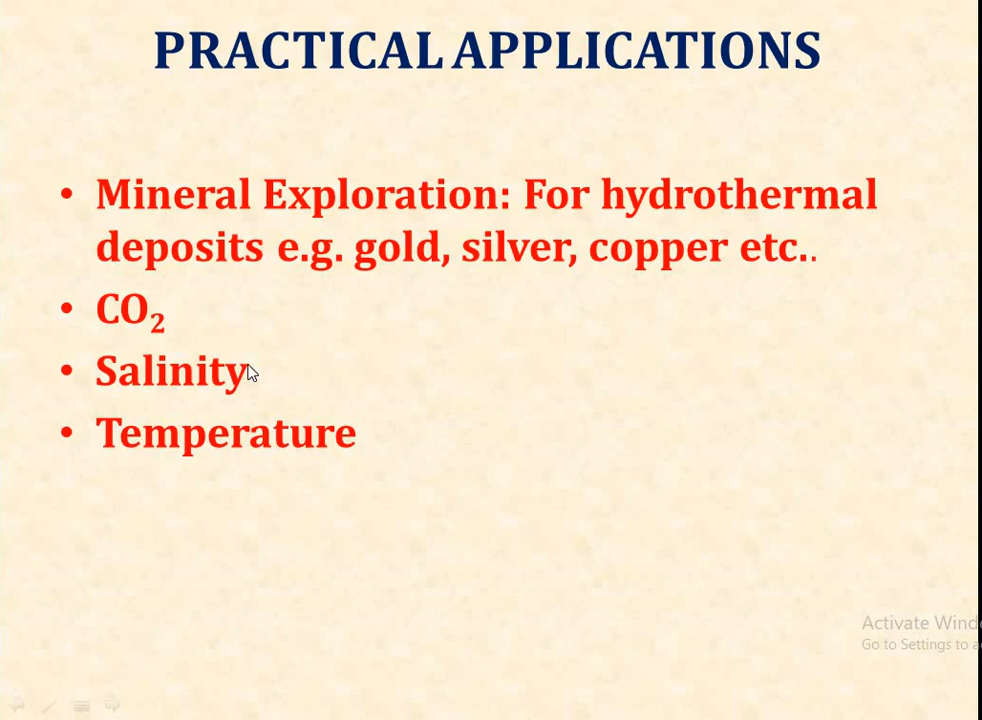 PRACTICAL APPLICATIONS
• Mineral Exploration: For hydrothermal
deposits e.g. gold, silver, copper etc..
• CO₂
• Salinity
• Temperature
Activate Wind
Go to Settings to a